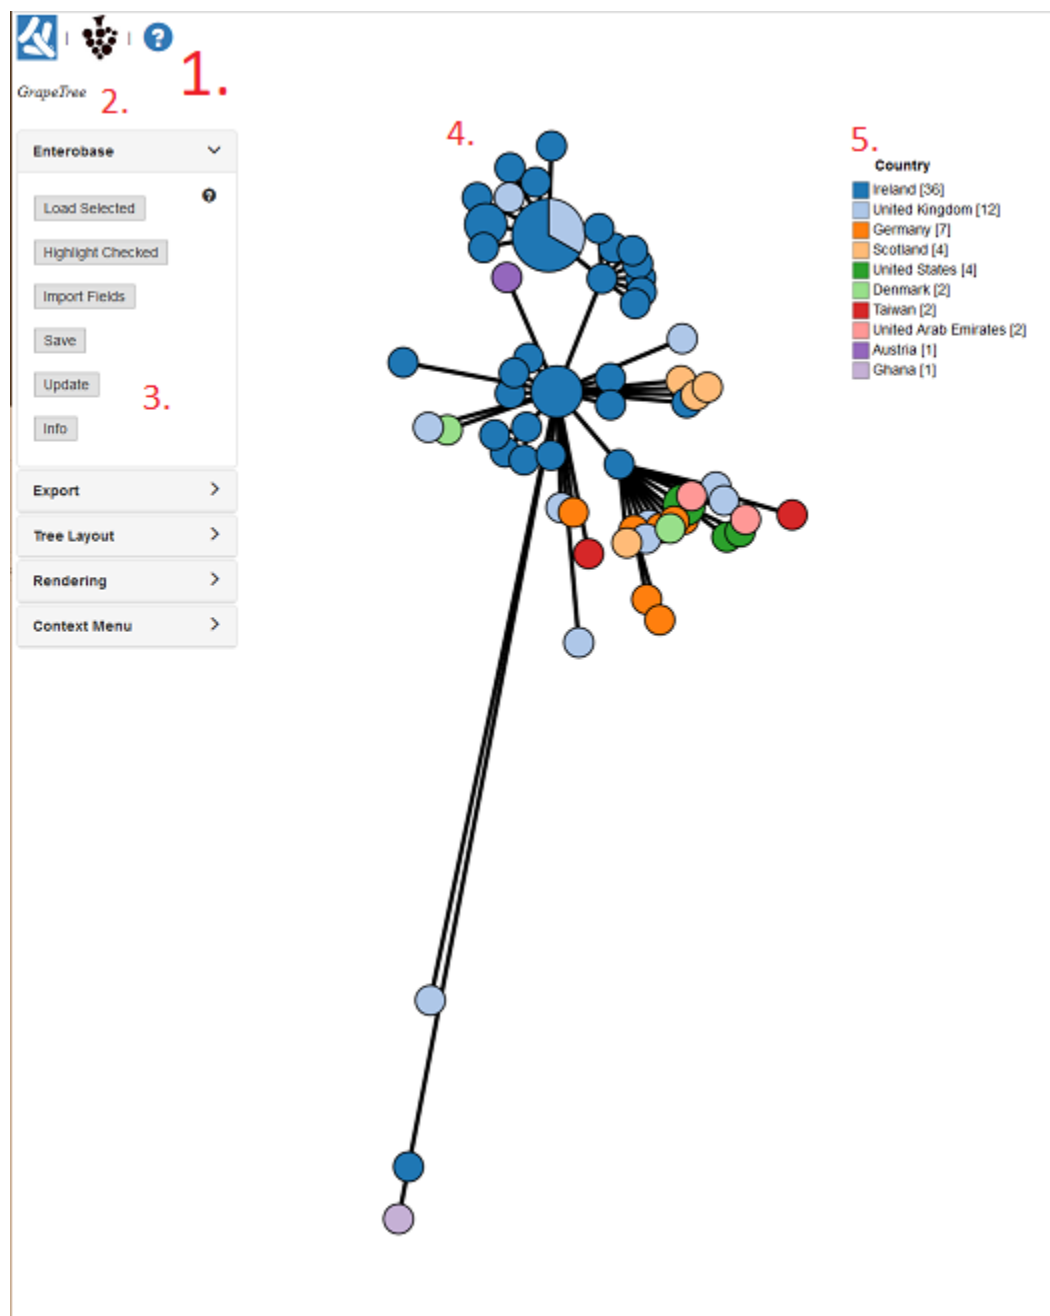 ?
1.
GrapeTree
2.
Enterobase
?
Load Selected
Highlight Checked
Import Fields
Save
Update
3.
Info
Export
Tree Layout
Rendering
Context Menu
4.
5.
Country
Ireland [36]
United Kingdom [12]
Germany [7]
Scotland [4]
United States [4]
Denmark [2]
Taiwan [2]
United Arab Emirates [2]
Austria [1]
Ghana [1]